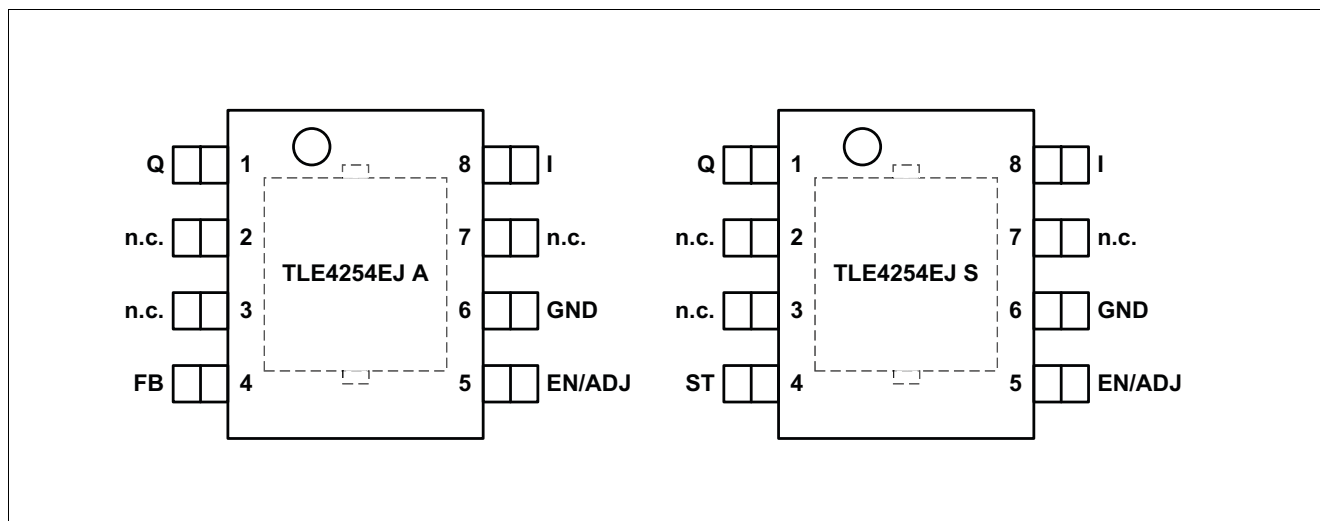 Q 1 8 I
n.c. 2 7 n.c.
TLE4254EJ A
n.c. 3 6 GND
FB 4 5 EN/ADJ
Q 1 8 I
n.c. 2 7 n.c.
TLE4254EJ S
n.c. 3 6 GND
ST 4 5 EN/ADJ